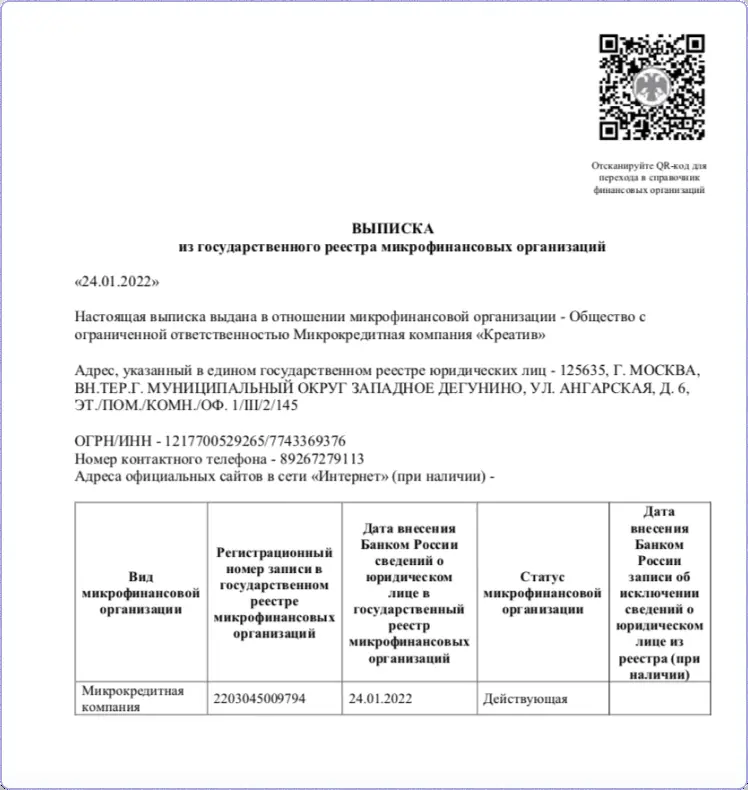 Отсканируйте QR-код для
перехода в справочник
финансовых организаций
ВЫПИСКА
из государственного реестра микрофинансовых организаций
«24.01.2022»
Настоящая выписка выдана в отношении микрофинансовой организации - Общество с
ограниченной ответственностью Микрокредитная компания «Креатив»
Адрес, указанный в едином государственном реестре юридических лиц - 125635, Г. МОСКВА,
ВН.ТЕР.Г. МУНИЦИПАЛЬНЫЙ ОКРУГ ЗАПАДНОЕ ДЕГУНИНО, УЛ. АНГАРСКАЯ, Д. 6,
ЭТ./ПОМ./КОМН./ОФ. 1/III/2/145
ОГРН/ИНН - 1217700529265/7743369376
Номер контактного телефона - 89267279113
Адреса официальных сайтов в сети «Интернет» (при наличии) -
Вид
микрофинансовой
организации
Регистрационный
номер записи в
государственном
реестре
микрофинансовых
организаций
Дата внесения
Банком России
сведений о
юридическом
лице в
государственный
реестр
микрофинансовых
организаций
Статус
микрофинансовой
организации
Дата
внесения
Банком
России
записи об
исключении
сведений о
юридическом
лице из
реестра (при
наличии)
Микрокредитная
компания
2203045009794
24.01.2022
Действующая